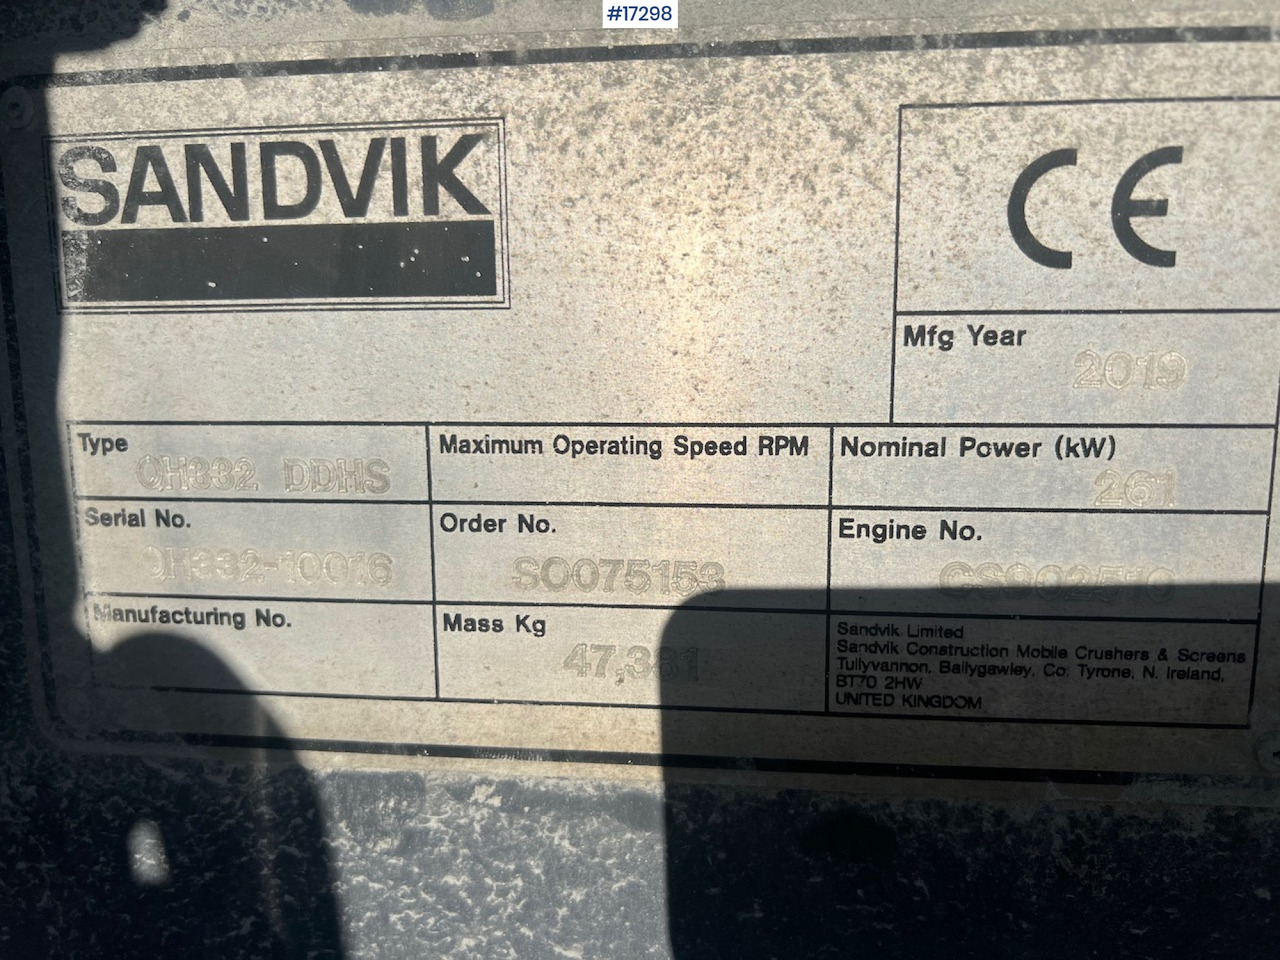 #17298
SANDVIK
CE
Mfg Year
2019
Type
QH332 DDHS
Maximum Operating Speed RPM
Nominal Power (kW)
261
Serial No.
QH332-10016
Order No.
SO075153
Engine No.
Manufacturing No.
Mass Kg
47,381
Sandvik Limited
Sandvik Construction Mobile Crushers & Screens
Tullyvannon, Ballygawley, Co. Tyrone, N. Ireland,
BT70 2HW
UNITED KINGDOM